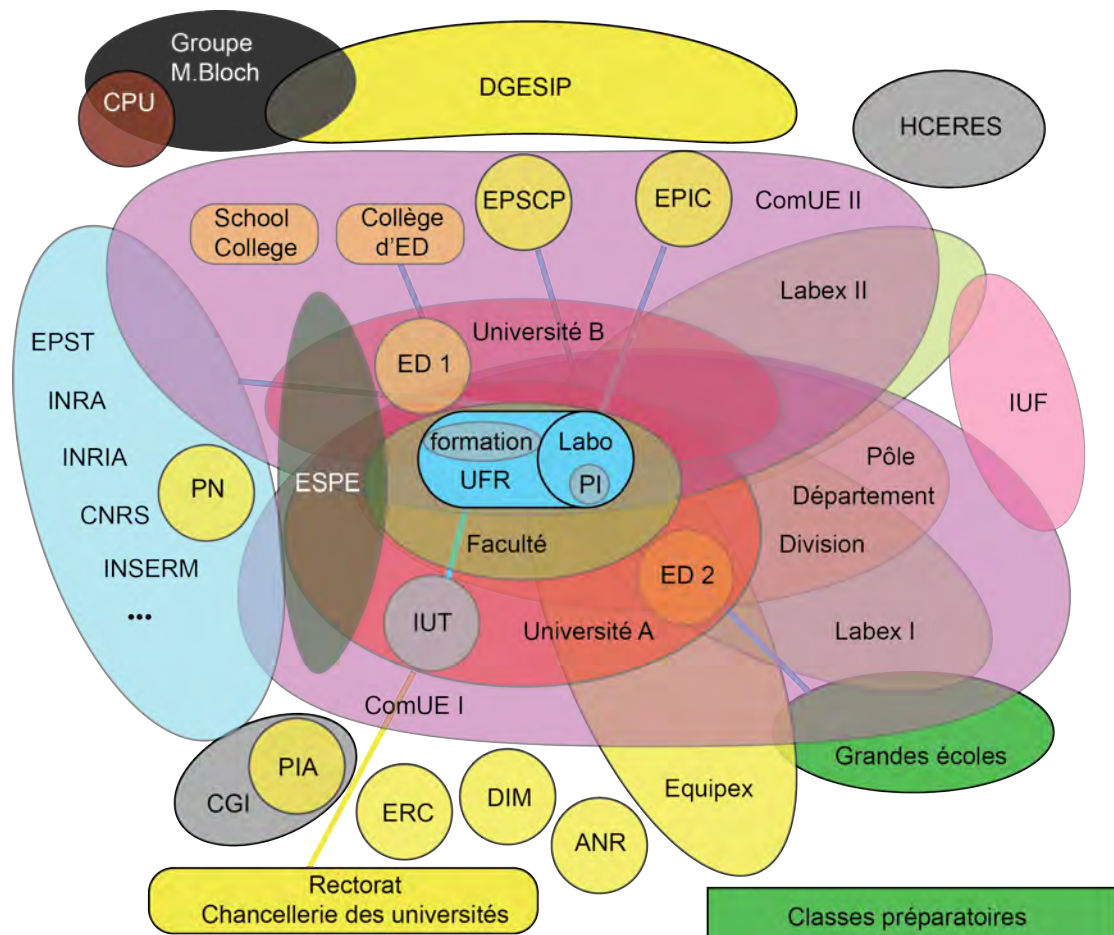 Groupe
M.Bloch
CPU
DGESIP
HCERES
School
College
Collège
d’ED
EPSCP
EPIC
ComUE II
Labex II
Université B
ED 1
EPST
INRA
INRIA
CNRS
INSERM
...
PN
ESPE
formation
UFR
Labo
PI
Faculté
IUF
Pôle
Département
Division
ED 2
IUT
Université A
Labex I
ComUE I
Grandes écoles
PIA
CGI
ERC
DIM
ANR
Equipex
Rectorat
Chancellerie des universités
Classes préparatoires